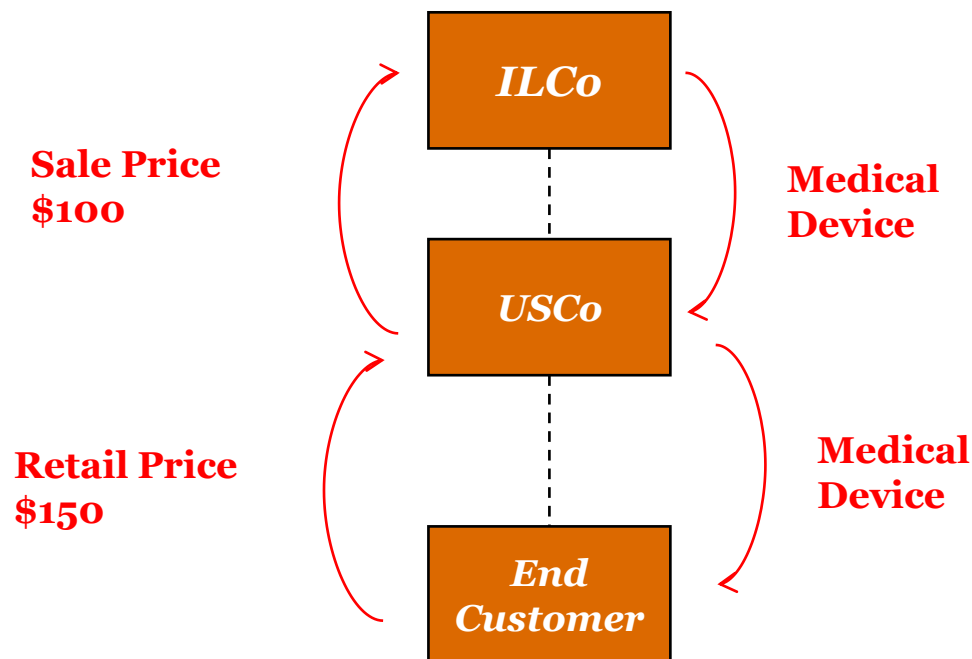 ILCo
Sale Price
$100
Medical
Device
USCo
Retail Price
$150
Medical
Device
End
Customer